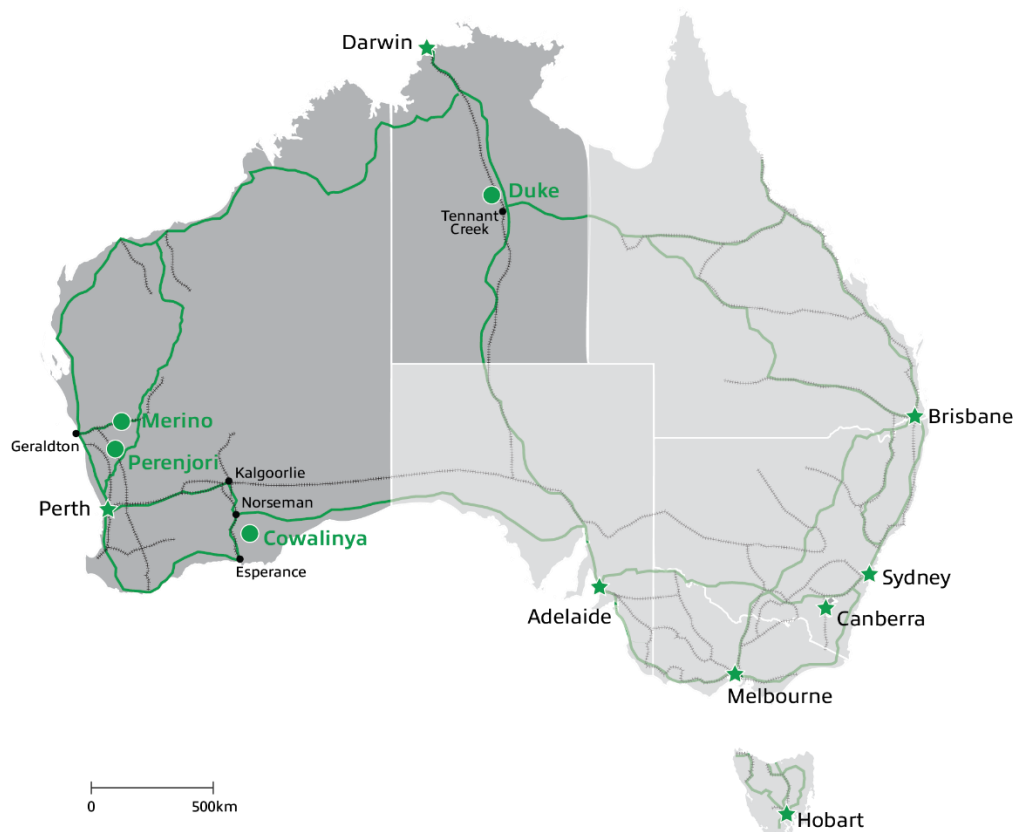 Darwin
Duke
Tennant
Creek
Merino
Brisbane
Geraldton
Perenjori
Kalgoorlie
Perth
Norseman
Cowalinya
Esperance
Sydney
Adelaide
Canberra
Melbourne
0
500km
Hobart